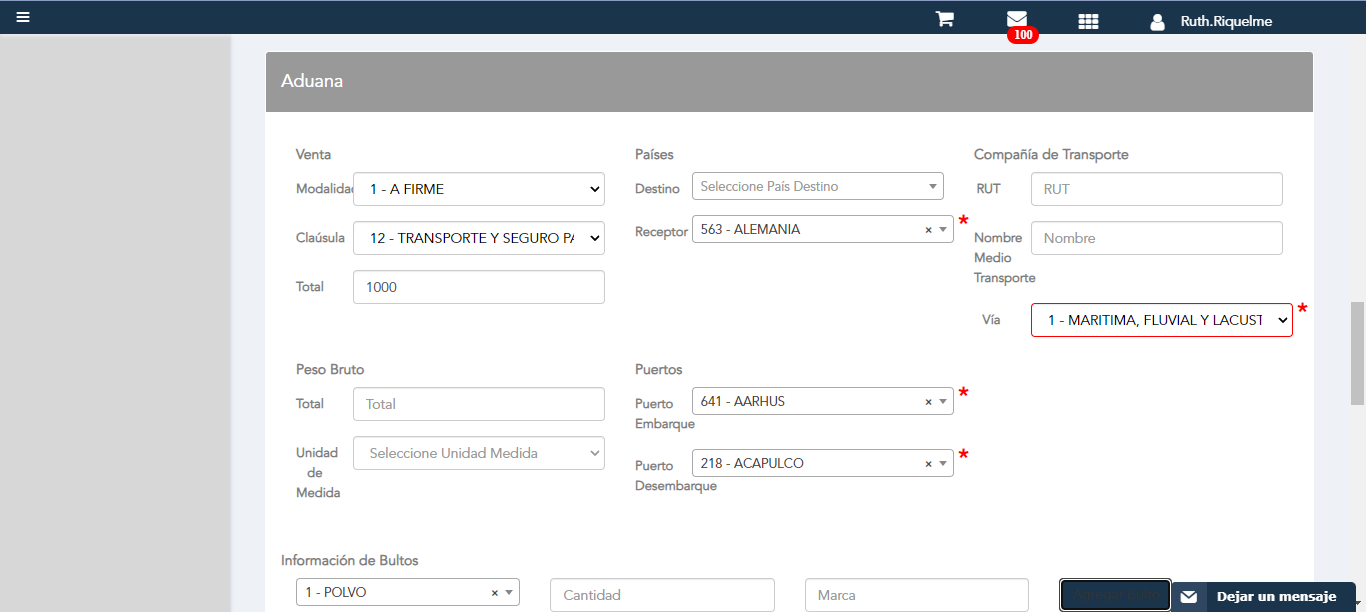 100
Ruth.Riquelme
Aduana
Venta
Modalidad
1 - A FIRME
Claúsula
12 - TRANSPORTE Y SEGURO PA
Total
1000
Países
Destino
Seleccione País Destino
Receptor
563 - ALEMANIA
× *
Compañía de Transporte
RUT
RUT
Nombre
Medio
Transporte
Nombre
Vía
1 - MARITIMA, FLUVIAL Y LACUST
*
Peso Bruto
Total
Total
Unidad
de
Medida
Seleccione Unidad Medida
Puertos
Puerto
Embarque
641 - AARHUS
× *
Puerto
Desembarque
218 - ACAPULCO
× *
Información de Bultos
1 - POLVO
×
Cantidad
Marca
Dejar un mensaje